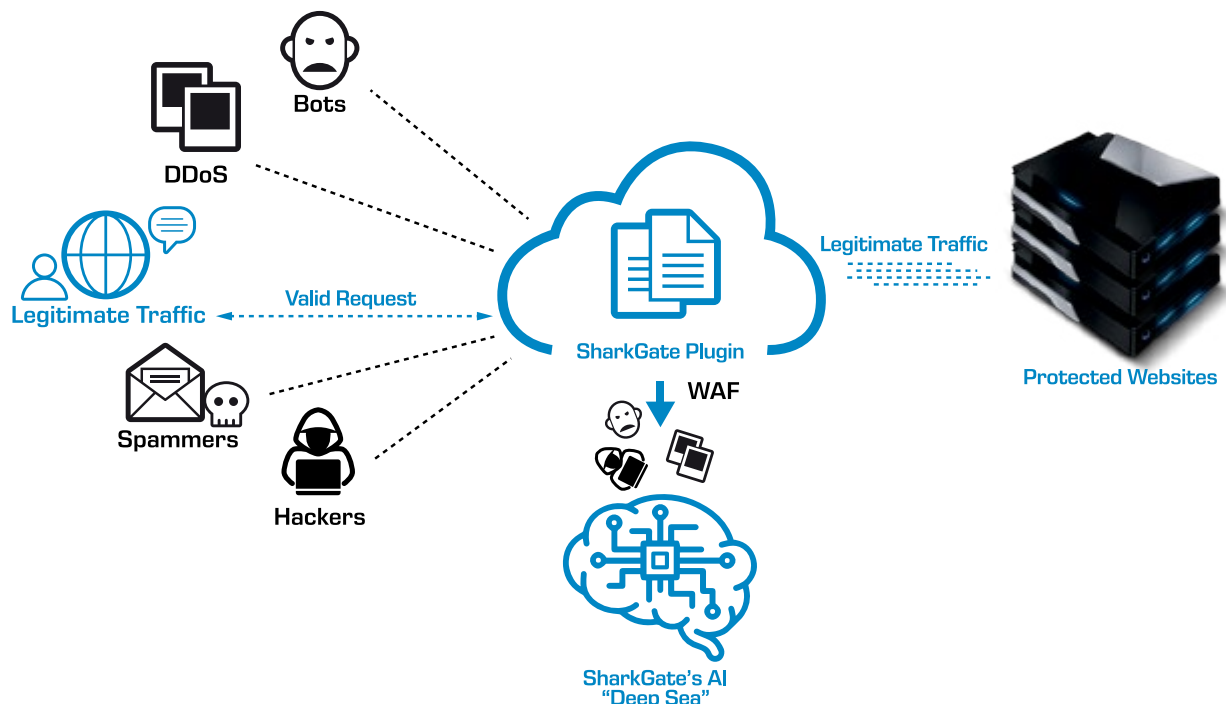 Bots
DDoS
Legitimate Traffic
Valid Request
Legitimate Traffic
SharkGate Plugin
Protected Websites
WAF
Spammers
Hackers
SharkGate's AI
“Deep Sea”